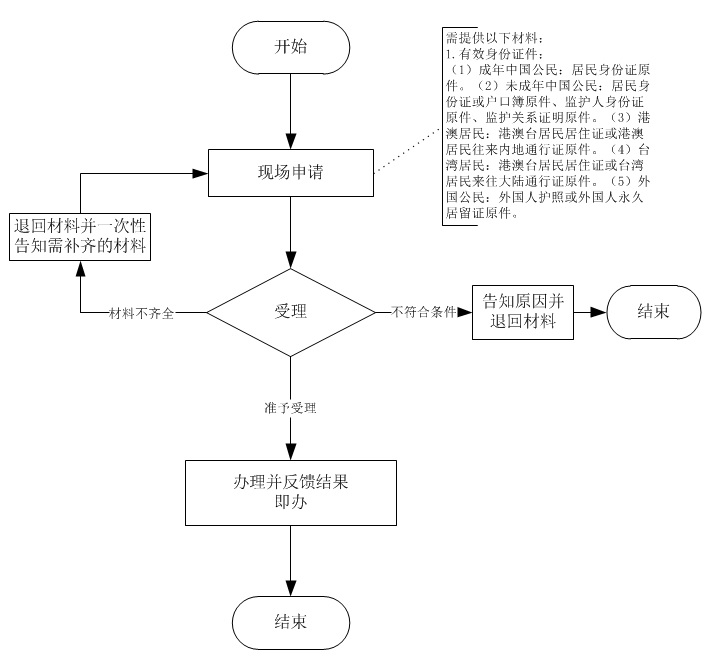 开始
需提供以下材料：
1.有效身份证件：
（1）成年中国公民：居民身份证原
件。（2）未成年中国公民：居民身
份证或户口簿原件、监护人身份证
原件、监护关系证明原件。（3）港
澳居民：港澳台居民居住证或港澳
居民往来内地通行证原件。（4）台
湾居民：港澳台居民居住证或台湾
居民来往大陆通行证原件。（5）外
国公民：外国人护照或外国人永久
居留证原件。
现场申请
退回材料并一次性
告知需补齐的材料
材料不齐全
受理
不符合条件
告知原因并
退回材料
结束
准予受理
办理并反馈结果
即办
结束